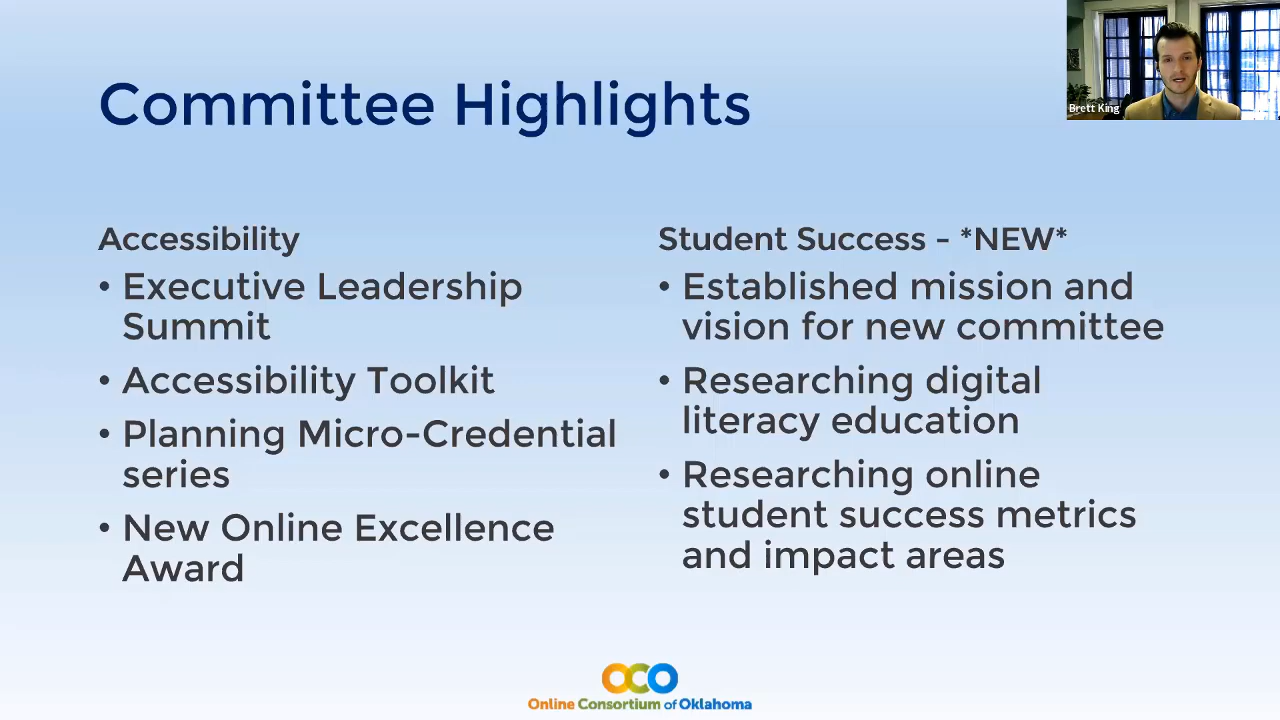 Committee Highlights
Brett King
Accessibility
• Executive Leadership
Summit
• Accessibility Toolkit
• Planning Micro-Credential
series
• New Online Excellence
Award
Student Success - *NEW*
• Established mission and
vision for new committee
• Researching digital
literacy education
• Researching online
student success metrics
and impact areas
OCO
Online Consortium of Oklahoma